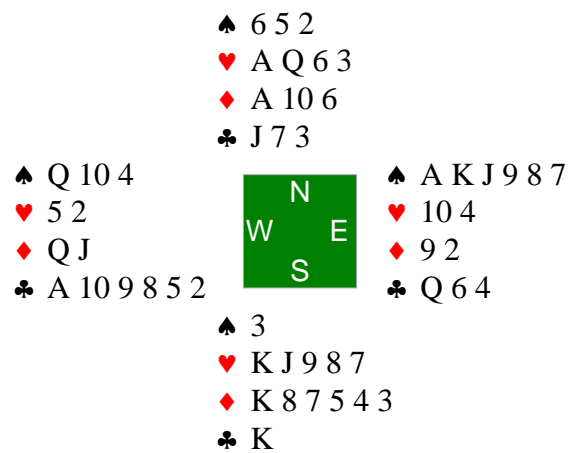 ♠ 6 5 2
♥ A Q 6 3
♦ A 10 6
♣ J 7 3
♠ Q 10 4
♥ 5 2
♦ Q J
♣ A 10 9 8 5 2
N
W E
S
♠ A K J 9 8 7
♥ 10 4
♦ 9 2
♣ Q 6 4
♠ 3
♥ K J 9 8 7
♦ K 8 7 5 4 3
♣ K